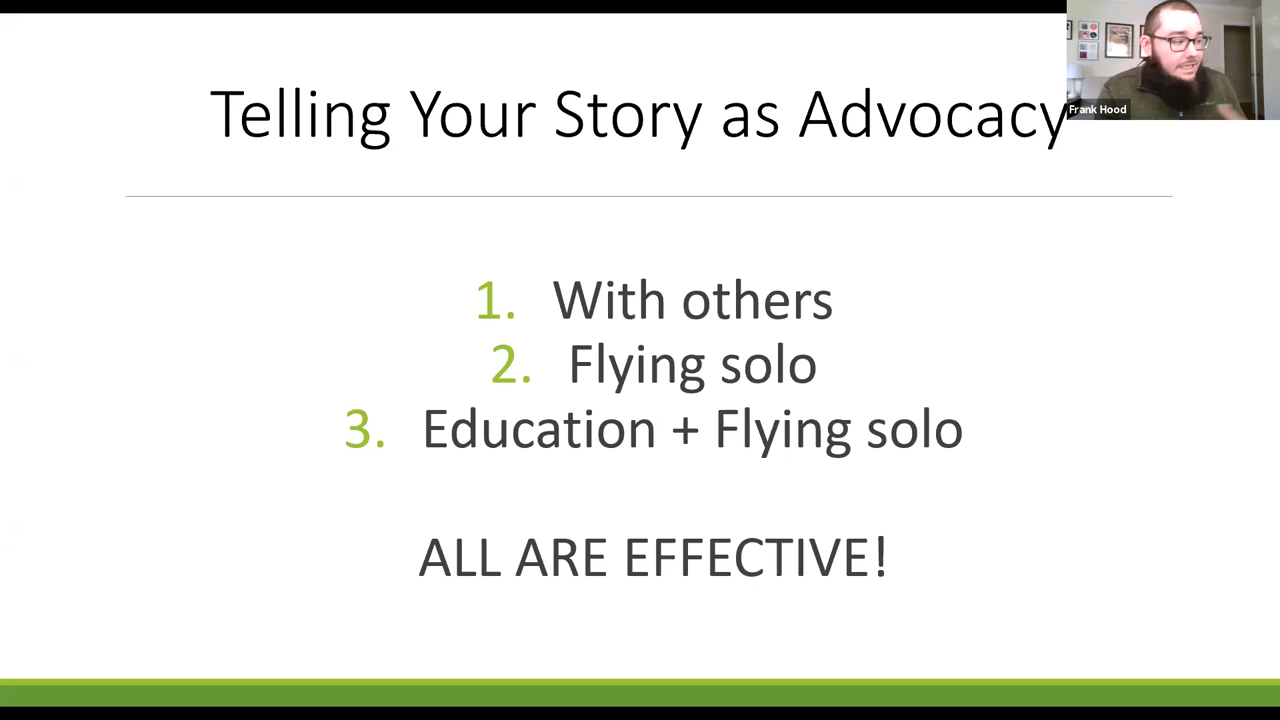 Telling Your Story as Advocacy
Frank Hood
1. With others
2. Flying solo
3. Education + Flying solo
ALL ARE EFFECTIVE!